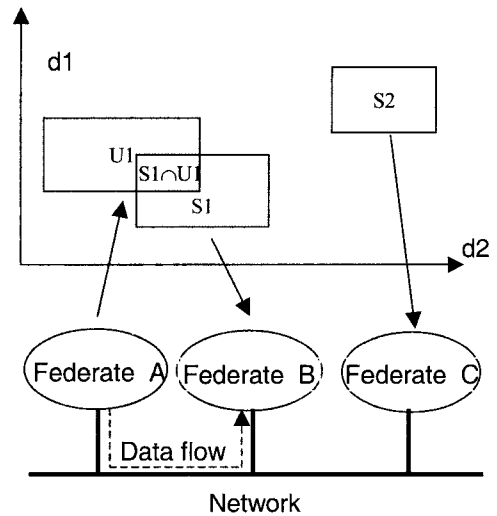 d1
S2
U1
S1∩U1
S1
d2
Federate A
Federate B
Federate C
Data flow
Network